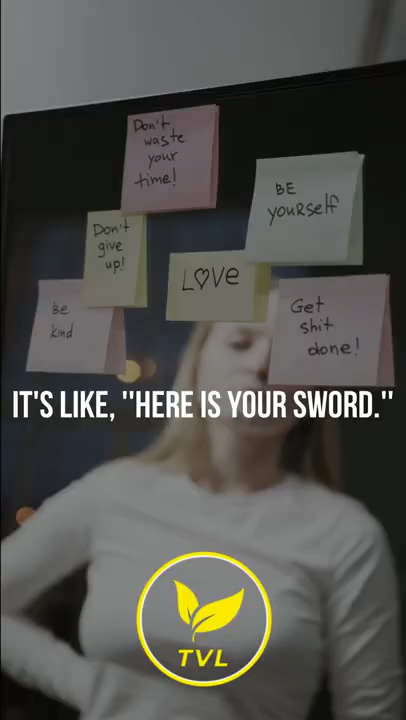 Don't
waste
your
time!
BE
yourself
Don't
give
up!
L♡ve
Be
kind
Get
shit
done!
IT'S LIKE, "HERE IS YOUR SWORD."
TVL